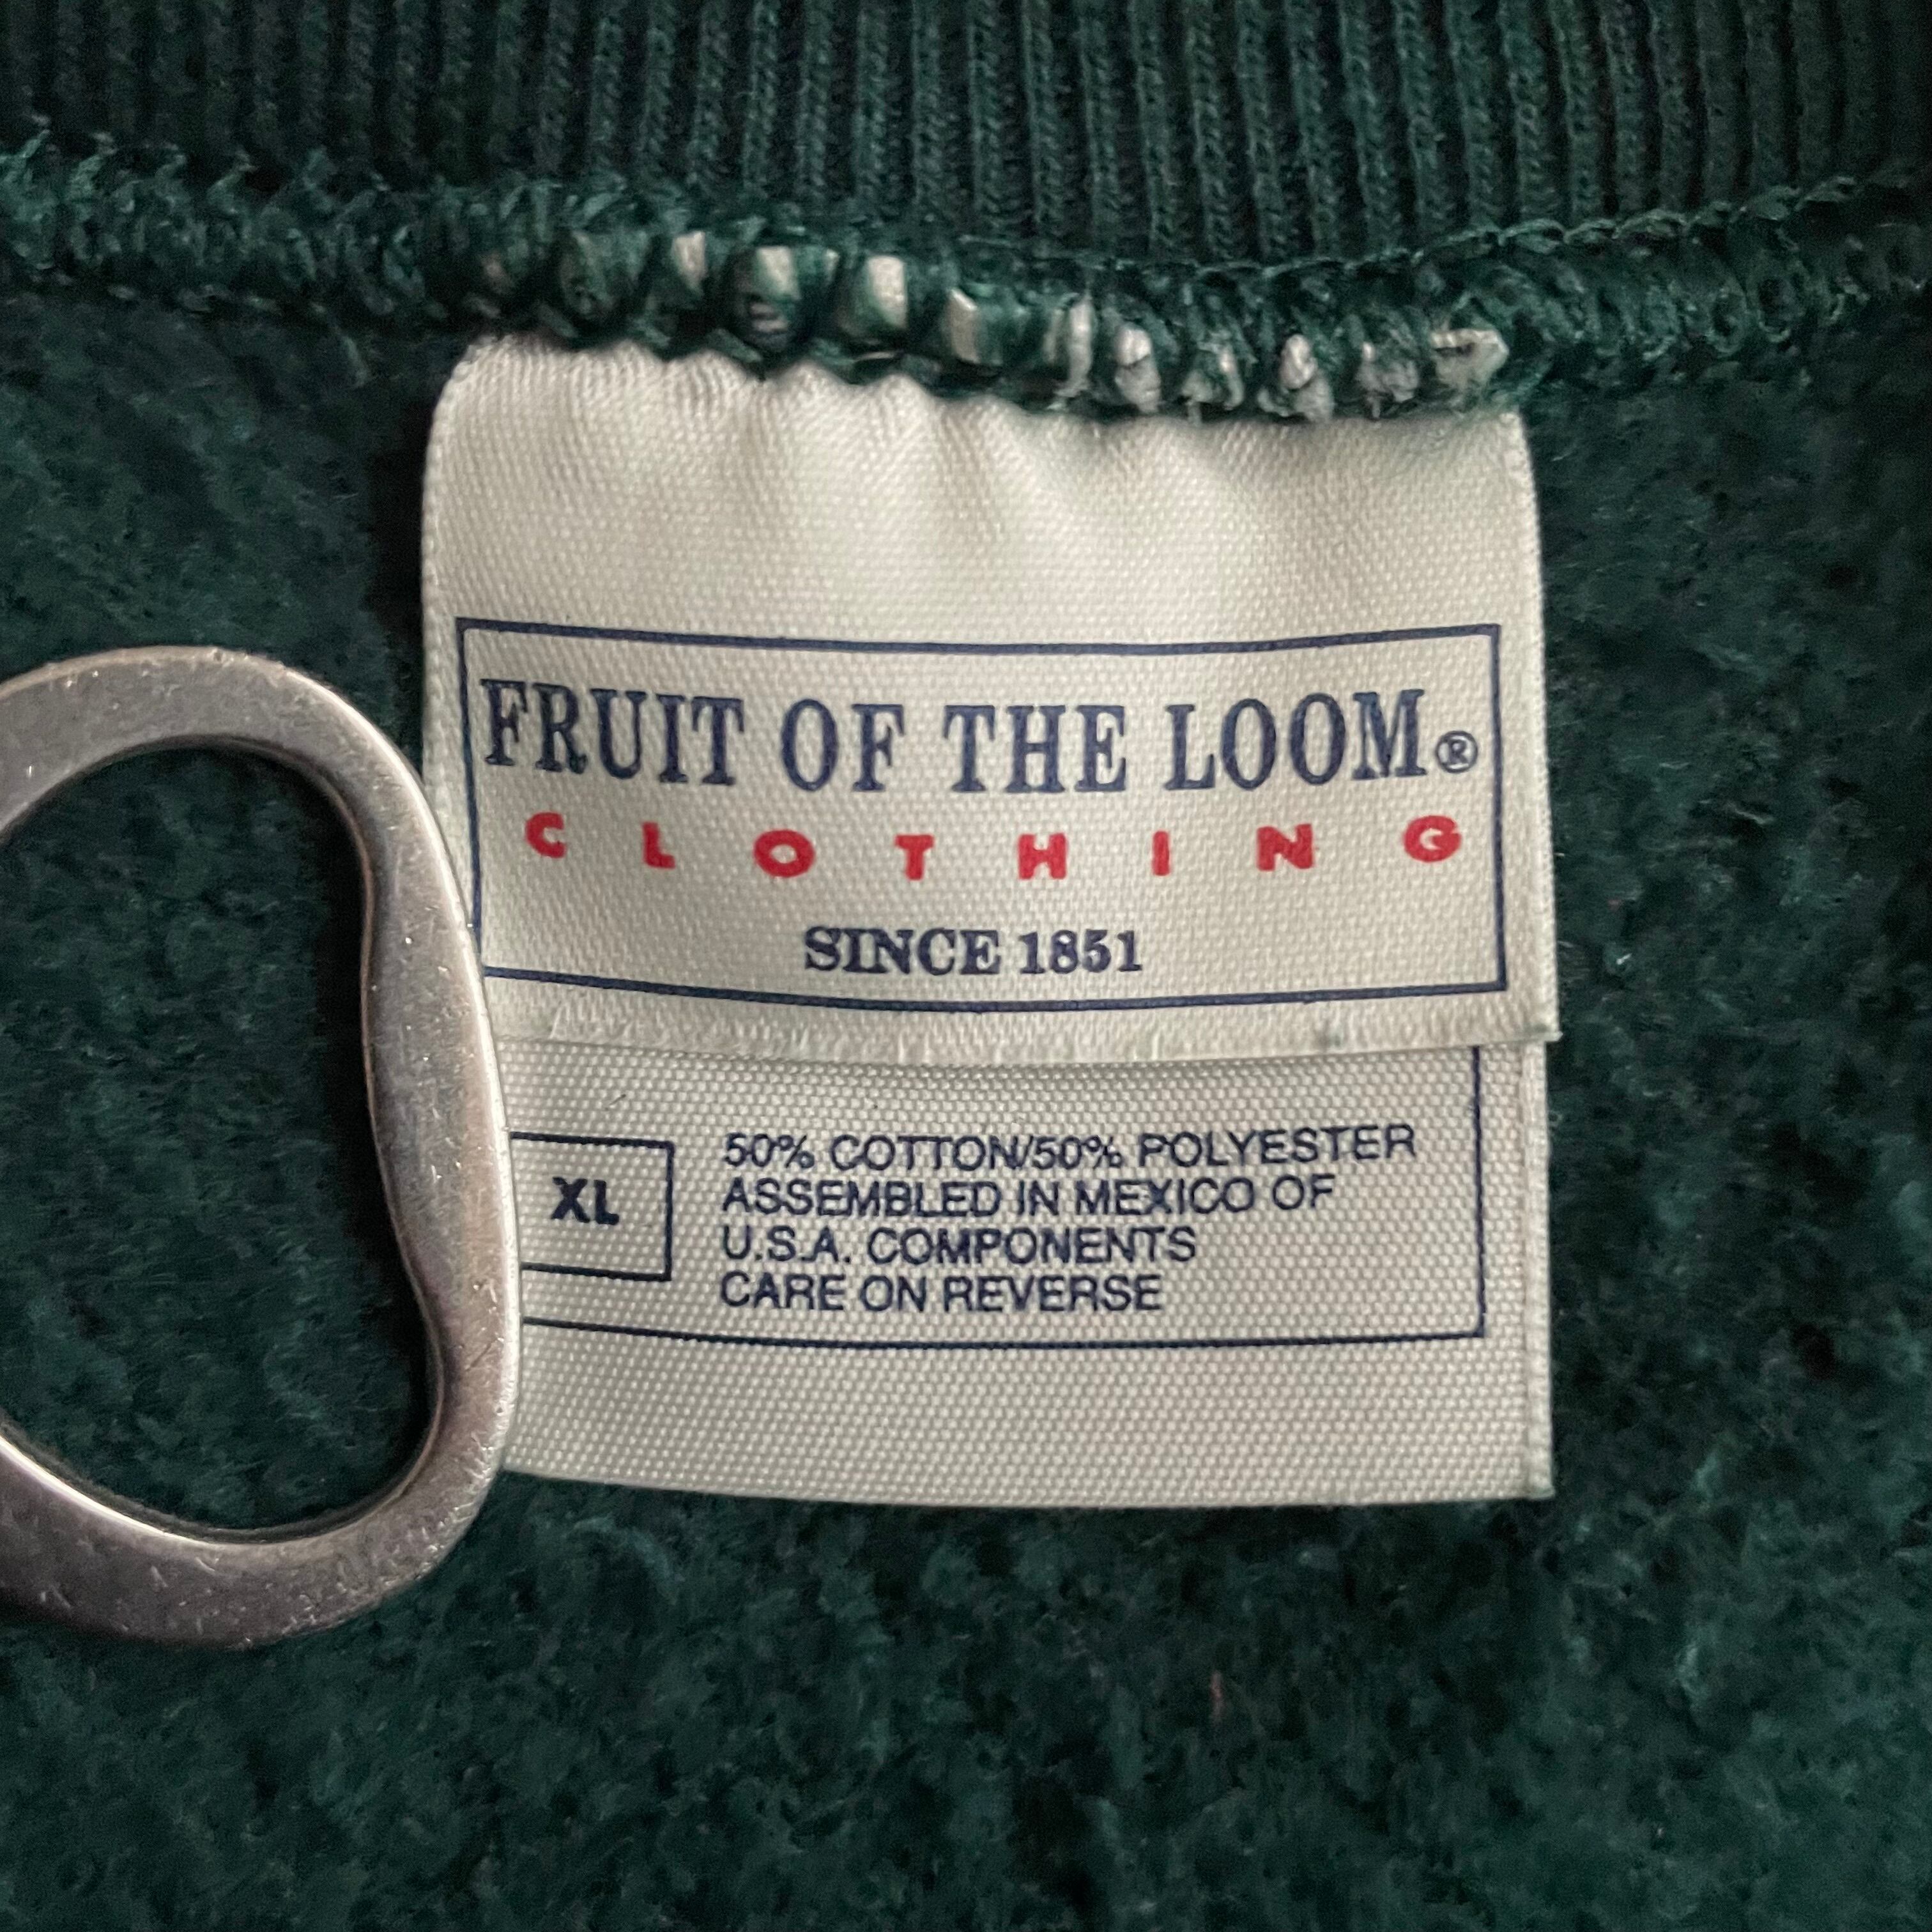 FRUIT OF THE LOOM®
CLOTHING
SINCE 1851
XL
50% COTTON/50% POLYESTER
ASSEMBLED IN MEXICO OF
U.S.A. COMPONENTS
CARE ON REVERSE